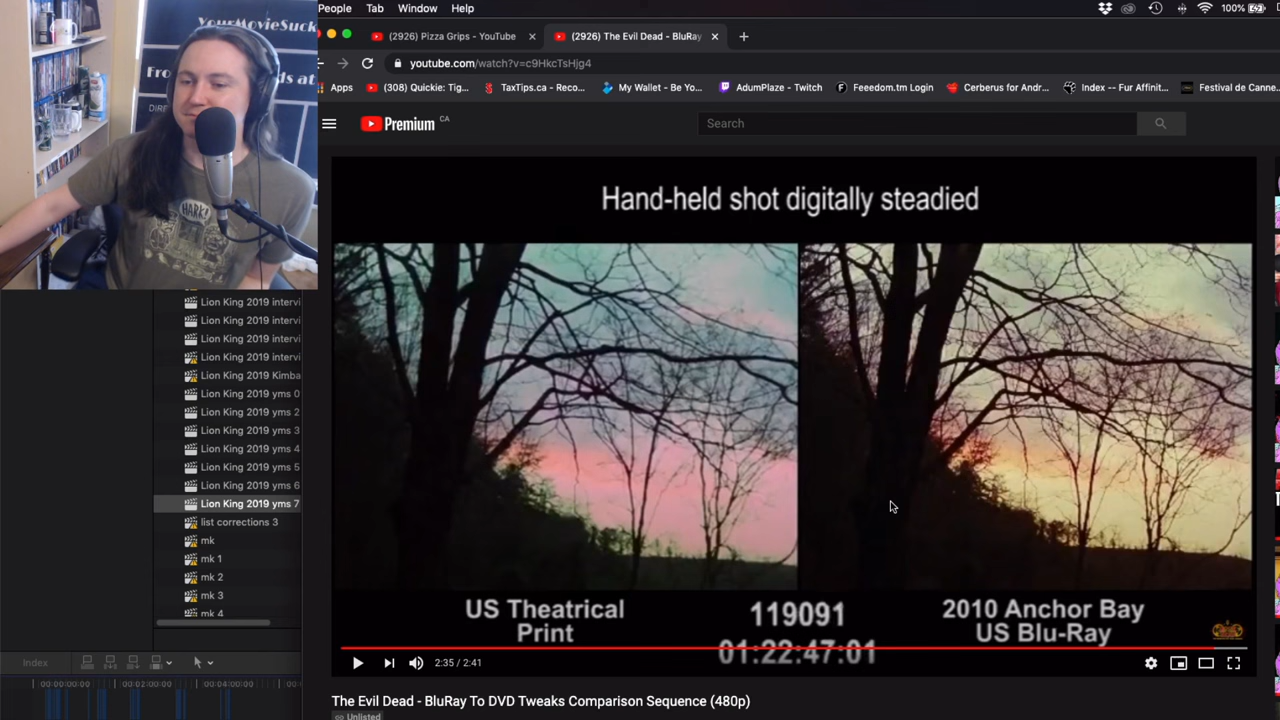 People Tab Window Help 100%
YourMovieSuck
(2926) Pizza Grips - YouTube (2926) The Evil Dead - BluRay
youtube.com/watch?v=c9HkcTsHjg4
Apps (308) Quickie: Tig... TaxTips.ca - Reco... My Wallet - Be Yo... AdumPlaze - Twitch Feeedom.tm Login Cerberus for Andr... Index -- Fur Affinit... Festival de Canne...
DIRE
Premium CA
Search
HARK!
Hand-held shot digitally steadied
Lion King 2019 intervi
Lion King 2019 intervi
Lion King 2019 intervi
Lion King 2019 intervi
Lion King 2019 Kimba
Lion King 2019 yms 0
Lion King 2019 yms 2
Lion King 2019 yms 3
Lion King 2019 yms 4
Lion King 2019 yms 5
Lion King 2019 yms 6
Lion King 2019 yms 7
list corrections 3
mk
mk 1
mk 2
mk 3
mk 4
US Theatrical
Print
119091
01:22:47:01
2010 Anchor Bay
US Blu-Ray
2:35 / 2:41
Index
00:00:00:00 00:02:00:00 00:04:00:00
The Evil Dead - BluRay To DVD Tweaks Comparison Sequence (480p)
Unlisted